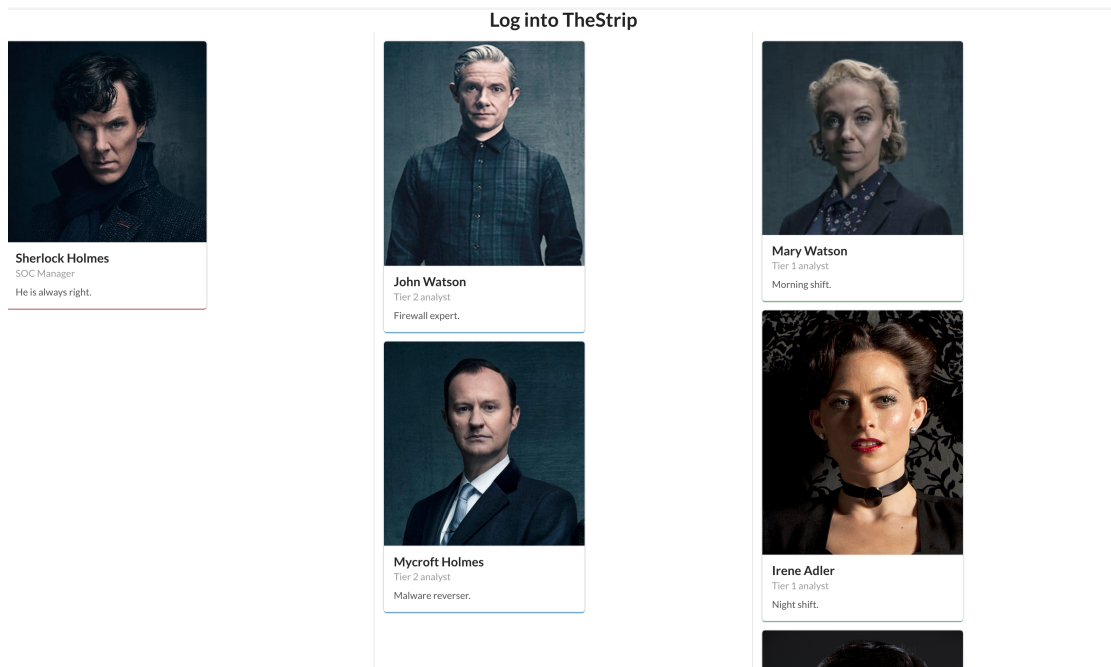 Log into TheStrip
Sherlock Holmes
SOC Manager
He is always right.
John Watson
Tier 2 analyst
Firewall expert.
Mycroft Holmes
Tier 2 analyst
Malware reverser.
Mary Watson
Tier 1 analyst
Morning shift.
Irene Adler
Tier 1 analyst
Night shift.